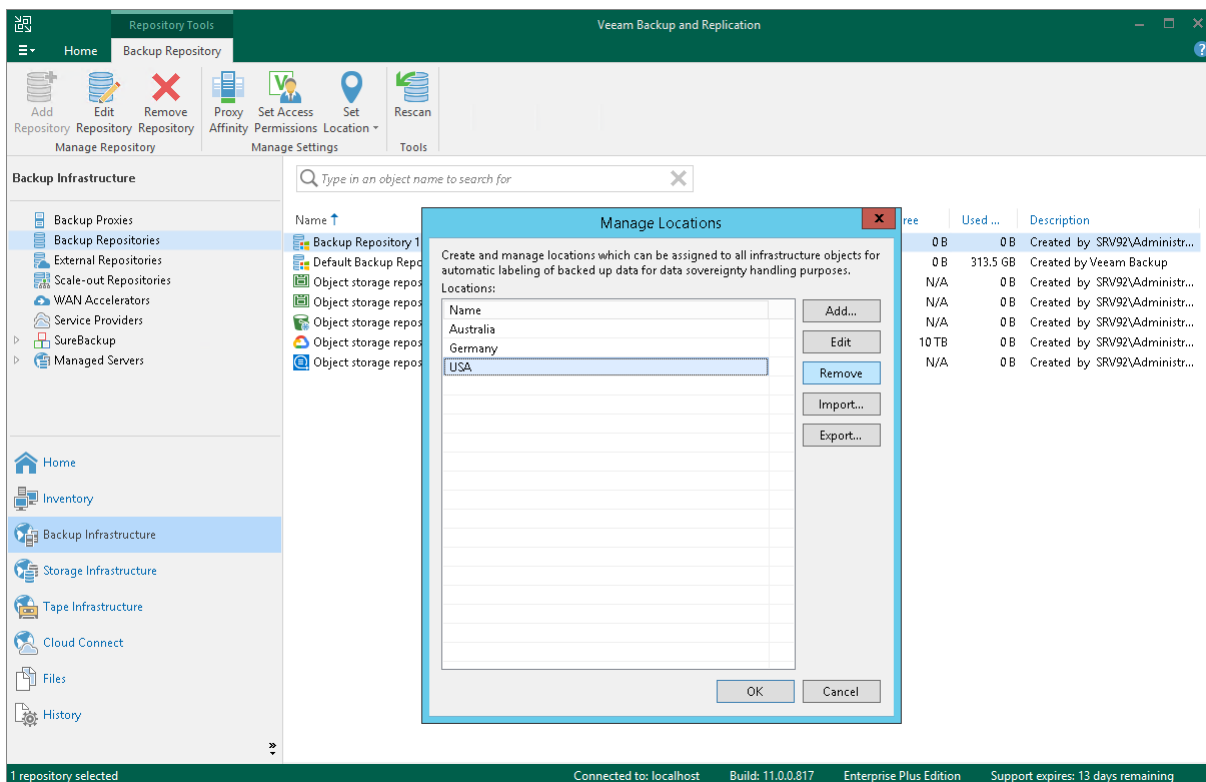 Repository Tools
Veeam Backup and Replication
Home Backup Repository
Add Repository
Edit Repository
Remove Repository
Proxy Affinity
Set Access Permissions
Set Location
Rescan
Manage Repository
Manage Settings
Tools
Backup Infrastructure
Type in an object name to search for
Backup Proxies
Backup Repositories
External Repositories
Scale-out Repositories
WAN Accelerators
Service Providers
SureBackup
Managed Servers
Home
Inventory
Backup Infrastructure
Storage Infrastructure
Tape Infrastructure
Cloud Connect
Files
History
Name ree Used ... Description
Backup Repository 1 0 B 0 B Created by SRV92\Administr...
Default Backup Repo 0 B 313.5 GB Created by Veeam Backup
Object storage repos N/A 0 B Created by SRV92\Administr...
Object storage repos N/A 0 B Created by SRV92\Administr...
Object storage repos N/A 0 B Created by SRV92\Administr...
Object storage repos 10 TB 0 B Created by SRV92\Administr...
Object storage repos N/A 0 B Created by SRV92\Administr...
Manage Locations
Create and manage locations which can be assigned to all infrastructure objects for
automatic labeling of backed up data for data sovereignty handling purposes.
Locations:
Name
Australia
Germany
USA
Add...
Edit
Remove
Import...
Export...
OK Cancel
1 repository selected
Connected to: localhost Build: 11.0.0.817 Enterprise Plus Edition Support expires: 13 days remaining